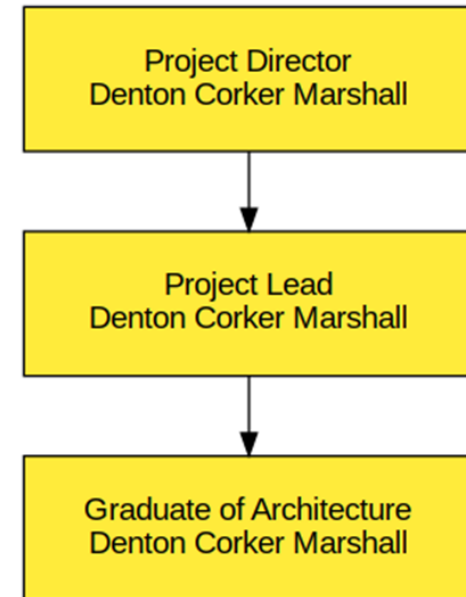 Project Director
Denton Corker Marshall
Project Lead
Denton Corker Marshall
Graduate of Architecture
Denton Corker Marshall